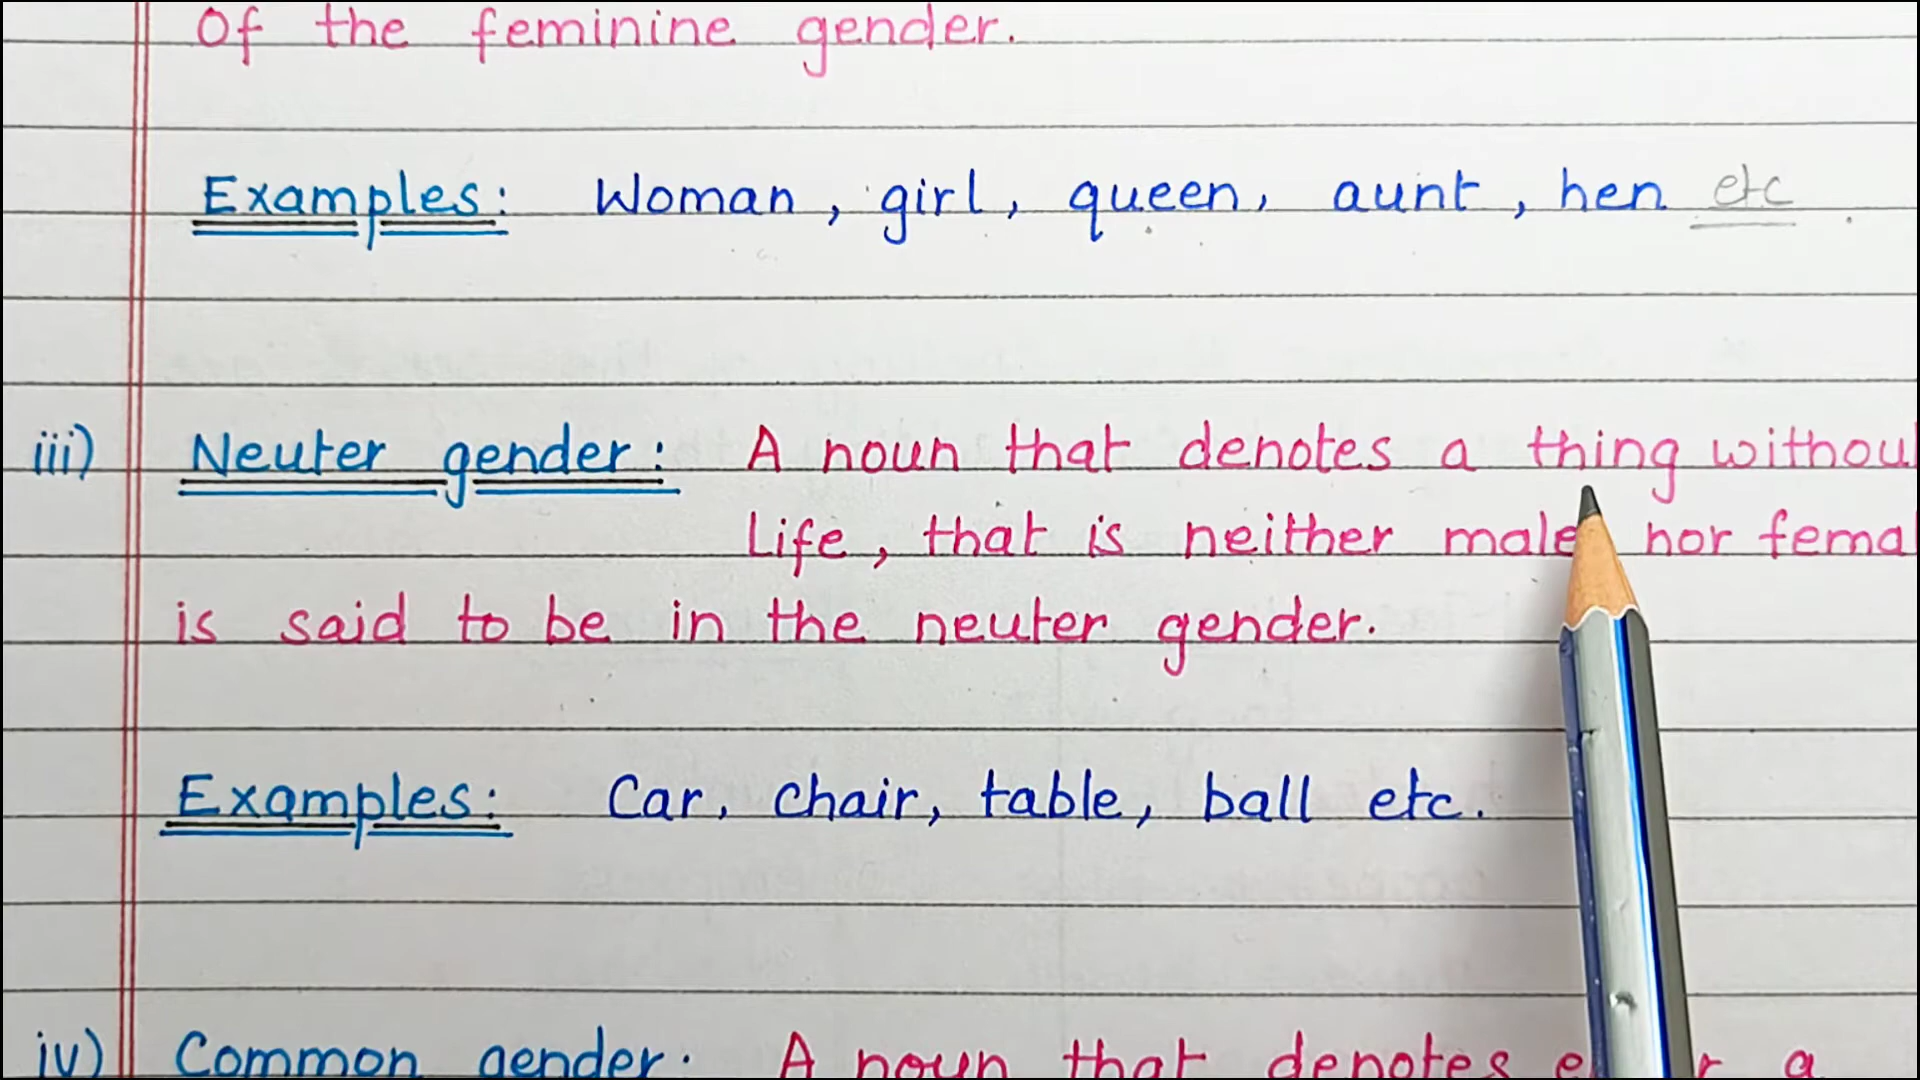 Of the feminine gender.
Examples: Woman, girl, queen, aunt, hen etc.
iii) Neuter gender: A noun that denotes a thing withou
Life, that is neither male nor fema
is said to be in the neuter gender.
Examples: Car, chair, table, ball etc.
iv) Common gender: A noun that denotes a